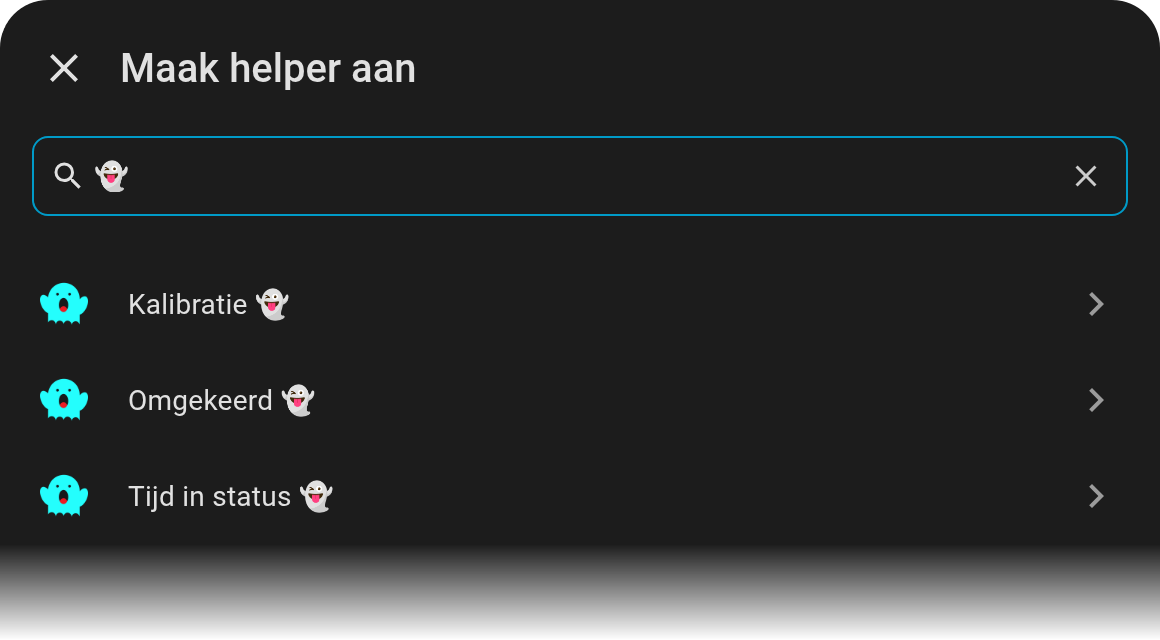 Maak helper aan
👻
Kalibratie 👻
Omgekeerd 👻
Tijd in status 👻